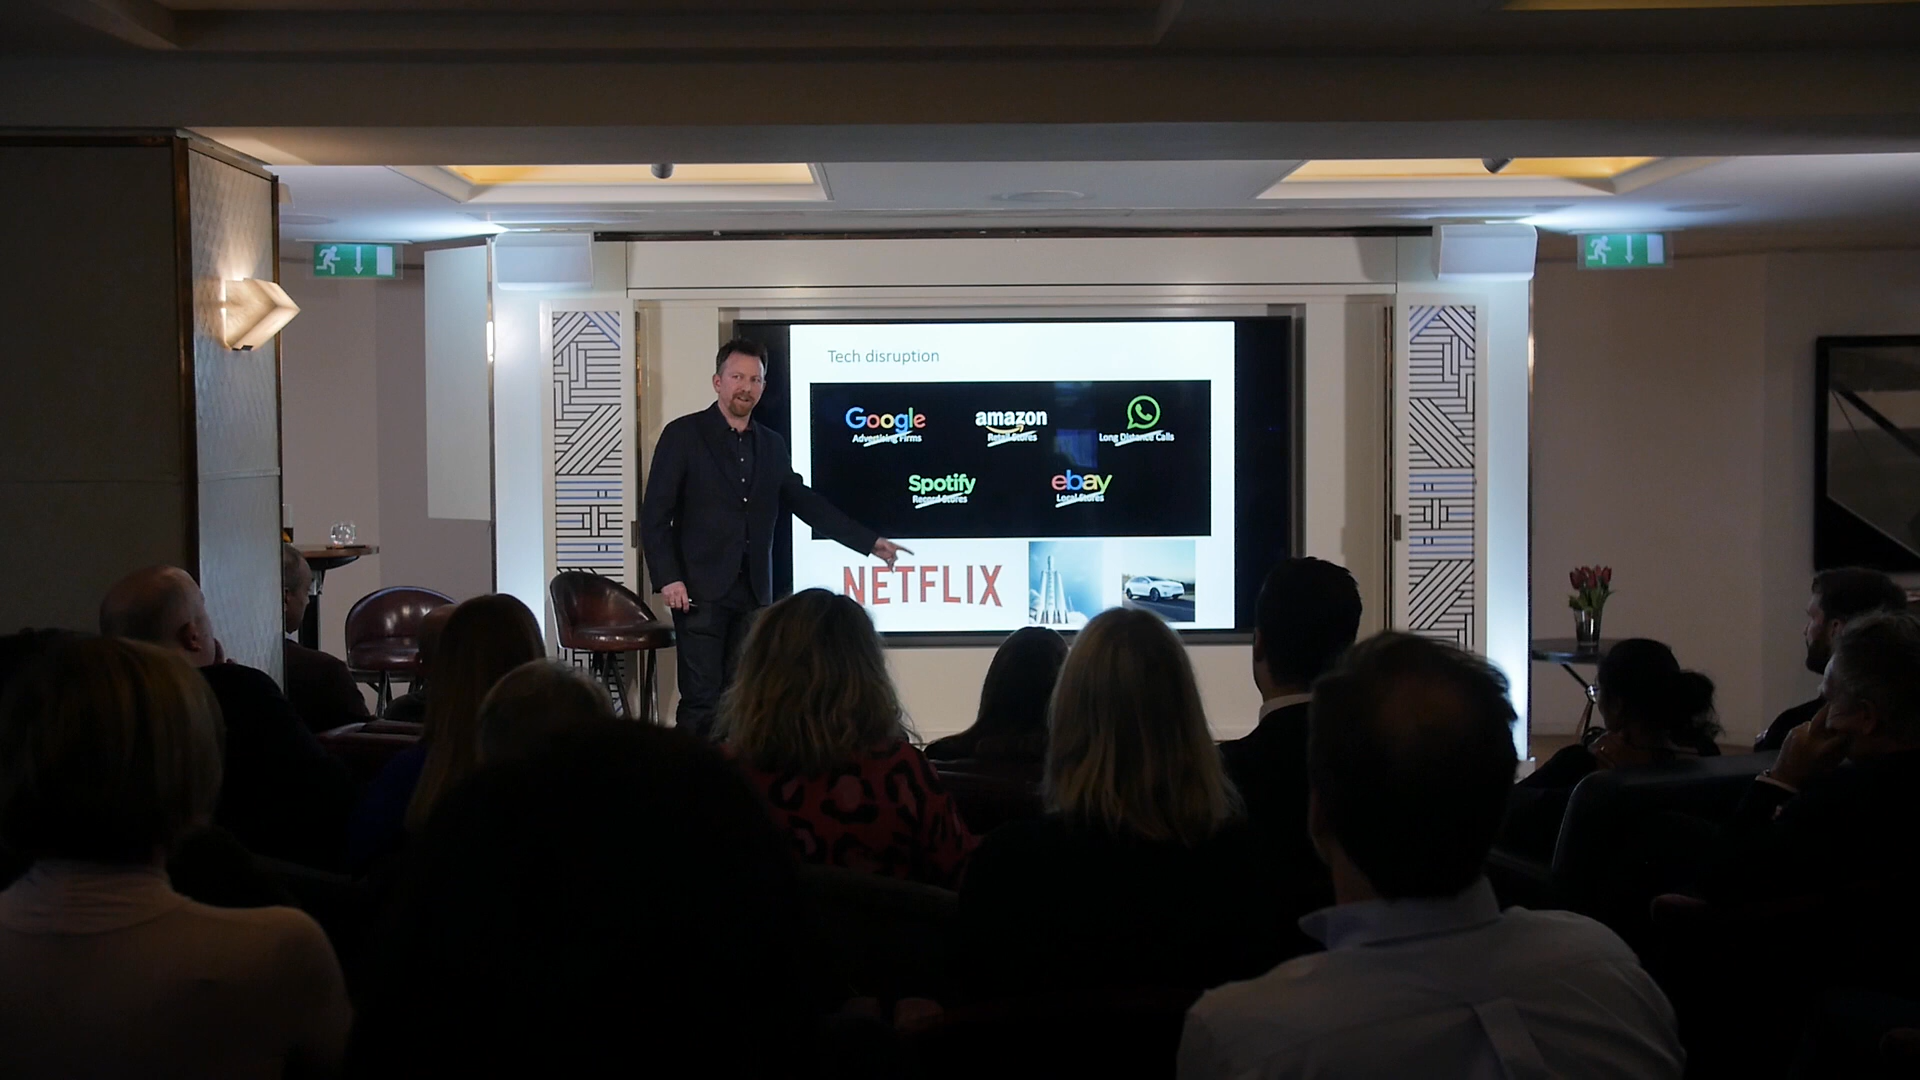 Tech disruption
Google
Advertising Firms
amazon
Retail Stores
Long Distance Calls
Spotify
Record Stores
ebay
Local Stores
NETFLIX